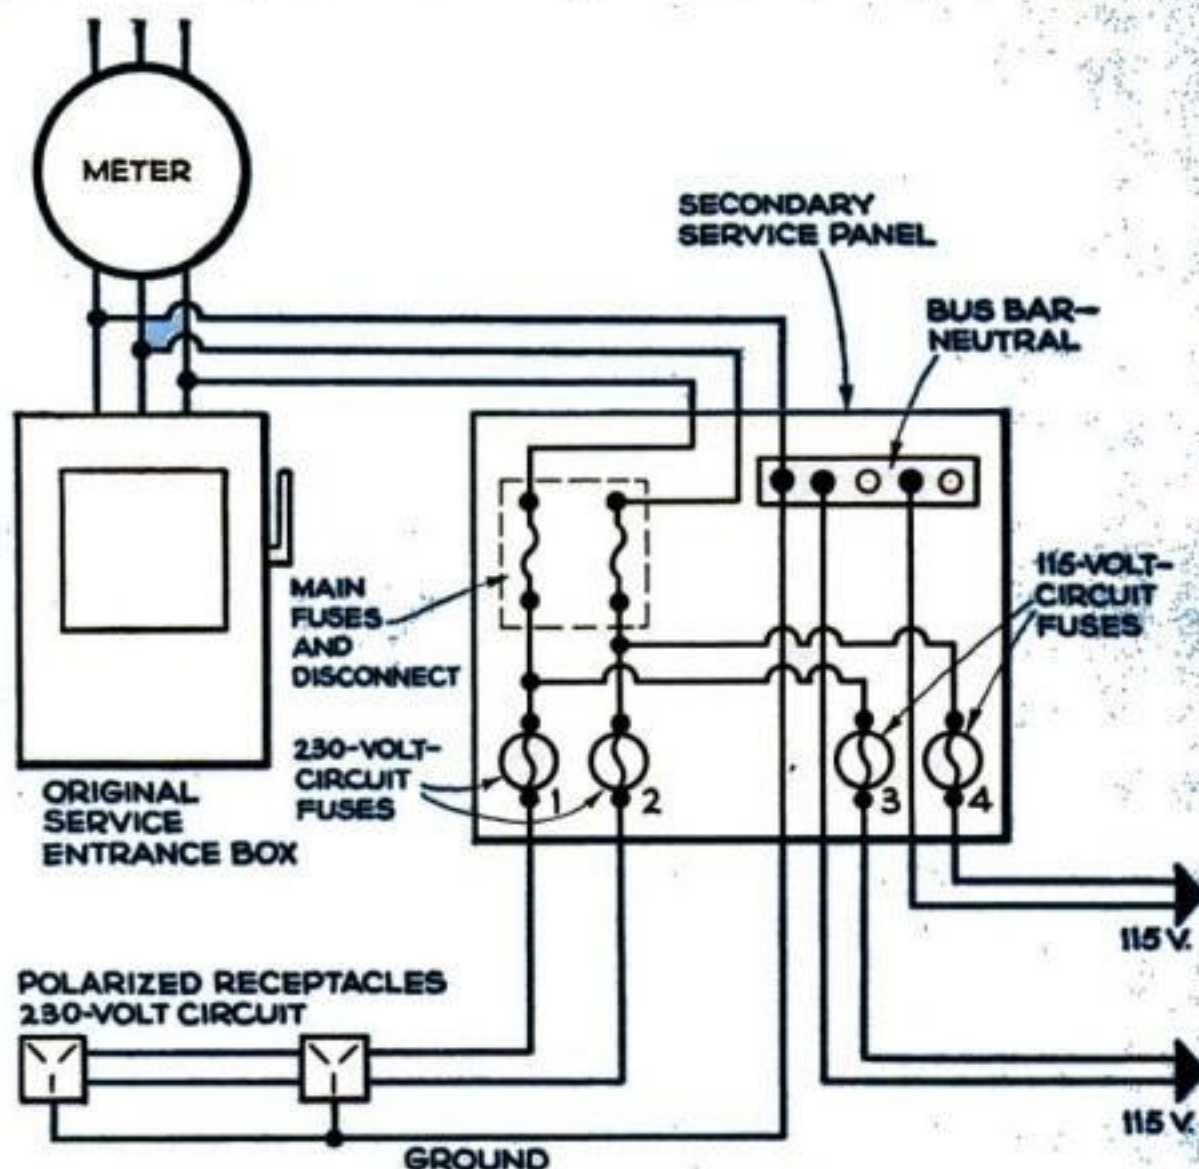 METER
SECONDARY
SERVICE PANEL
BUS BAR-
NEUTRAL
MAIN
FUSES
AND
DISCONNECT
115-VOLT-
CIRCUIT
FUSES
230-VOLT-
CIRCUIT
FUSES
1
2
3
4
ORIGINAL
SERVICE
ENTRANCE BOX
115 V.
POLARIZED RECEPTACLES
230-VOLT CIRCUIT
115 V.
GROUND